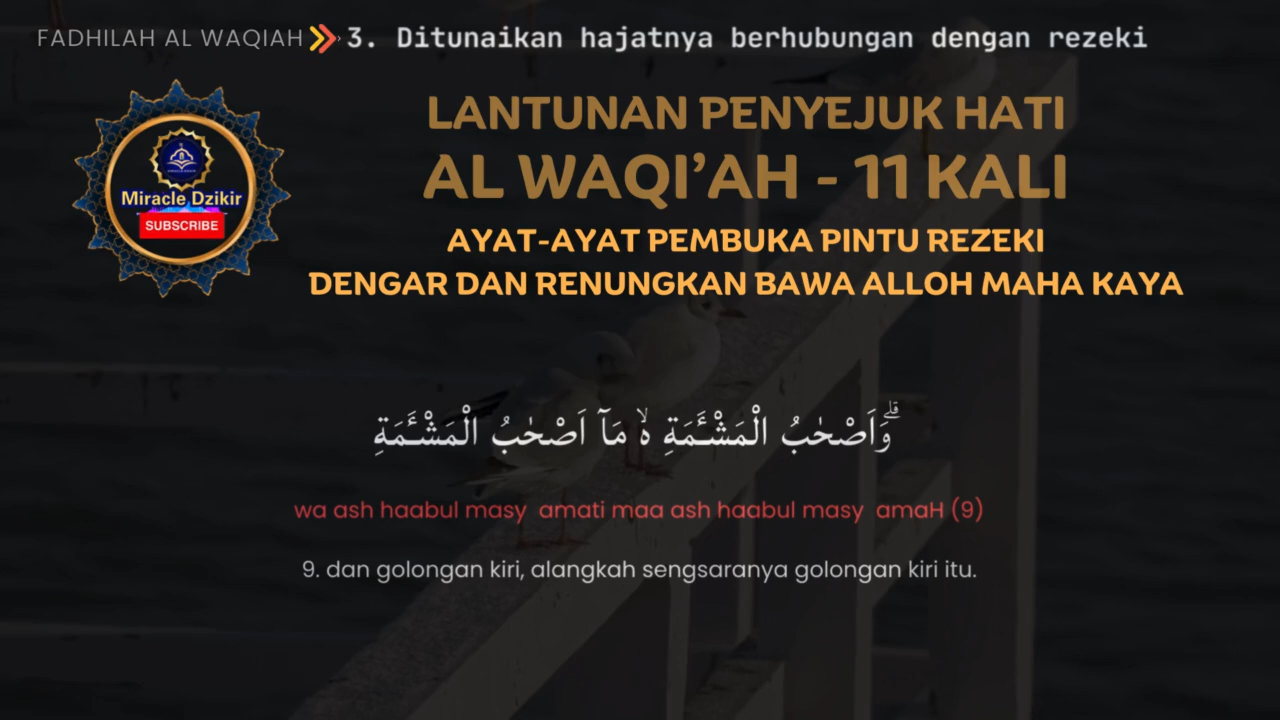 FADHILAH AL WAQIAH 3. Ditunaikan hajatnya berhubungan dengan rezeki
LANTUNAN PENYEJUK HATI
AL WAQI’AH - 11 KALI
AYAT-AYAT PEMBUKA PINTU REZEKI
DENGAR DAN RENUNGKAN BAWA ALLOH MAHA KAYA
Miracle Dzikir
SUBSCRIBE
وَاَصْحٰبُ الْمَشْـَٔمَةِ ەۙ مَآ اَصْحٰبُ الْمَشْـَٔمَةِۗ
wa ash haabul masy amati maa ash haabul masy amaH (9)
9. dan golongan kiri, alangkah sengsaranya golongan kiri itu.